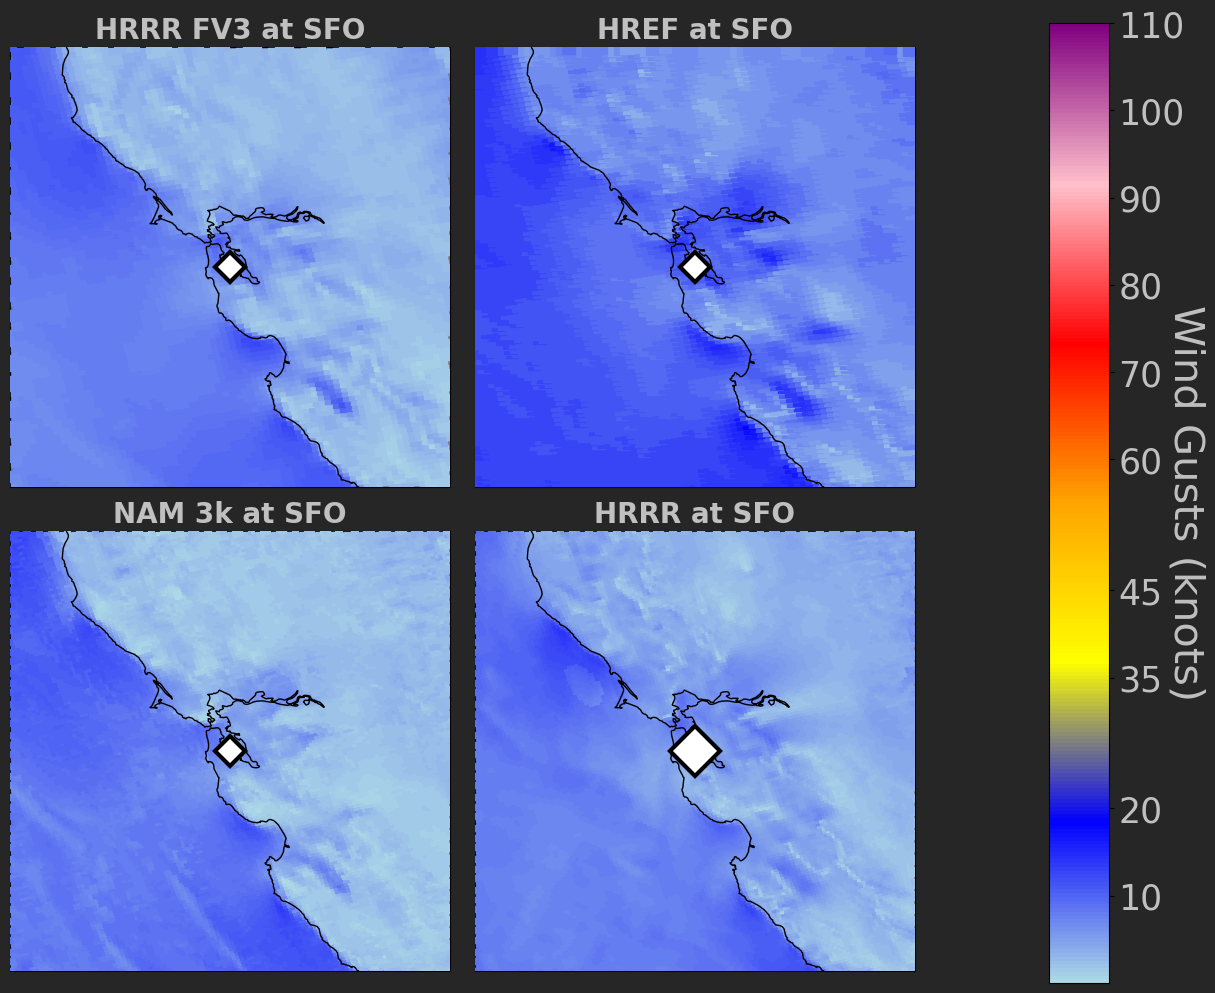 HRRR FV3 at SFO
HREF at SFO
NAM 3k at SFO
HRRR at SFO
110
100
90
80
70
60
45
35
20
10
Wind Gusts (knots)